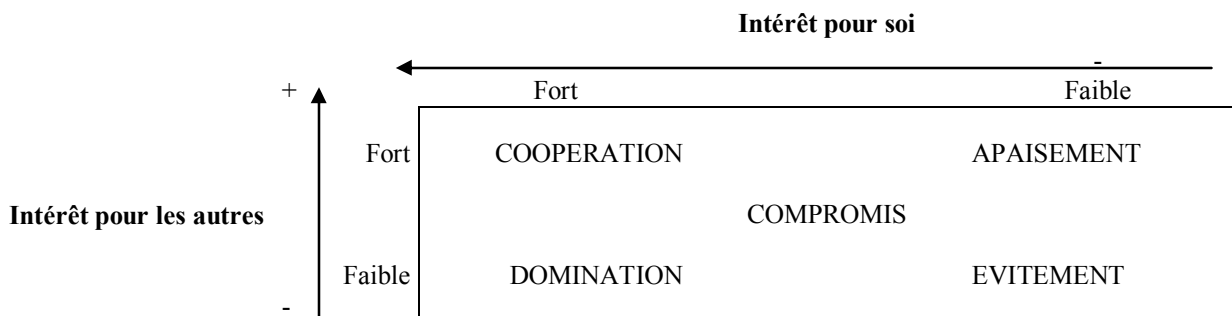 Intérêt pour soi
-
+ Fort Faible
Fort COOPERATION APAISEMENT
Intérêt pour les autres COMPROMIS
Faible DOMINATION EVITEMENT
-